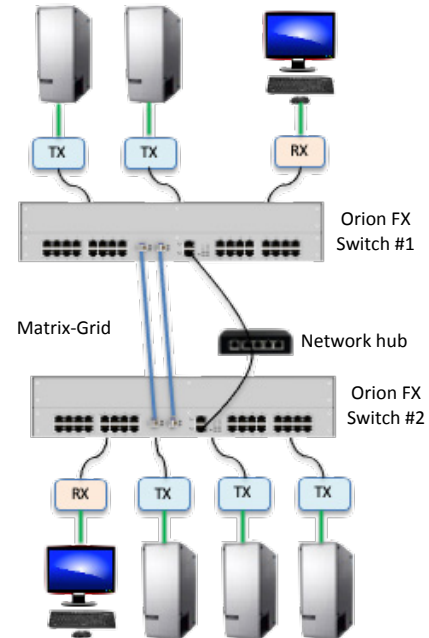 TX
TX
RX
Orion FX
Switch #1
Matrix-Grid
Network hub
Orion FX
Switch #2
RX
TX
TX
TX